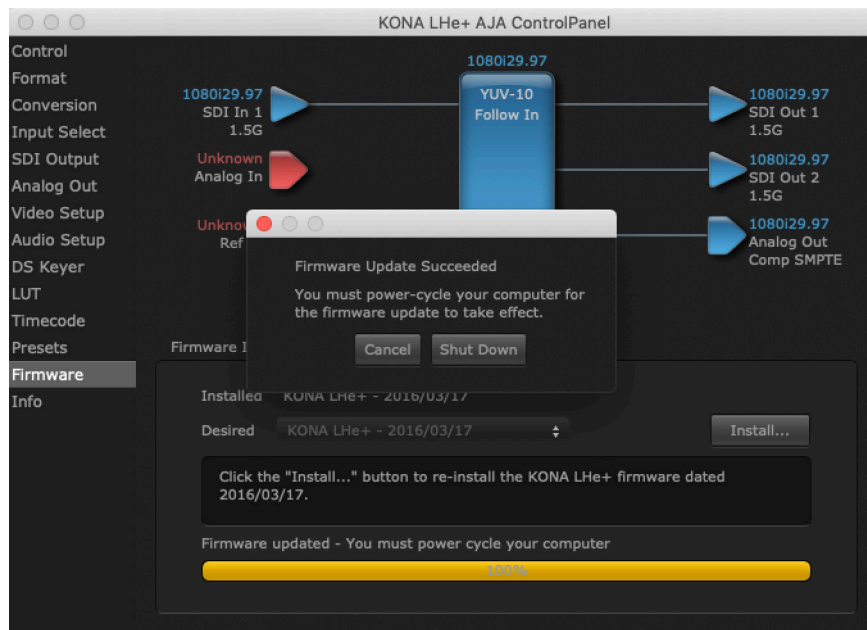 KONA LHe+ AJA ControlPanel
Control
Format
Conversion
Input Select
SDI Output
Analog Out
Video Setup
Audio Setup
DS Keyer
LUT
Timecode
Presets
Firmware
Info
1080i29.97
YUV-10
Follow In
1080i29.97
SDI In 1
1.5G
Unknown
Analog In
Ref
1080i29.97
SDI Out 1
1.5G
1080i29.97
SDI Out 2
1.5G
1080i29.97
Analog Out
Comp SMPTE
Firmware Update Succeeded
You must power-cycle your computer for
the firmware update to take effect.
Cancel
Shut Down
Firmware
Installed KONA LHe+ - 2016/03/17
Desired KONA LHe+ - 2016/03/17
Install...
Click the "Install..." button to re-install the KONA LHe+ firmware dated
2016/03/17.
Firmware updated - You must power cycle your computer
100%